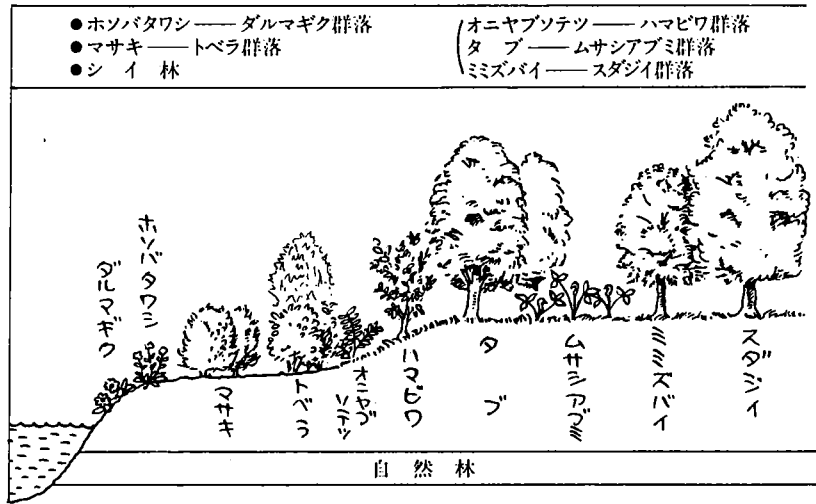 ●ホソバタワシ――ダルマギク群落
●マサキ――トベラ群落
●シイ林
オニヤブソテツ――ハマビワ群落
タブ――ムサシアブミ群落
ミミズバイ――スダジイ群落
ダルマギク
ホソバタワシ
マサキ
トベラ
オニヤブ
ソテツ
ハマビワ
タブ
ムサシアブミ
ミミズバイ
スダジイ
自然林